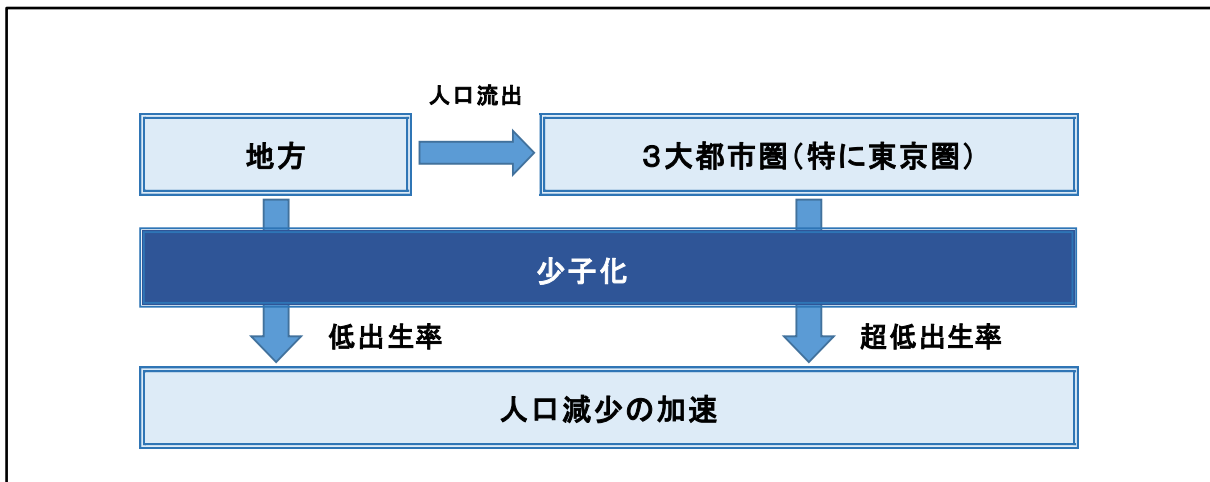 人口流出
地方
３大都市圏（特に東京圏）
少子化
低出生率
超低出生率
人口減少の加速